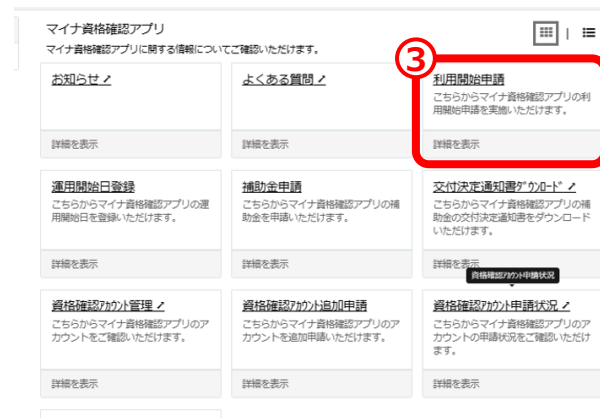 マイナ資格確認アプリ
マイナ資格確認アプリに関する情報についてご確認いただけます。
③
お知らせ
詳細を表示
よくある質問
詳細を表示
利用開始申請
こちらからマイナ資格確認アプリの利
用開始申請を実施いただけます。
詳細を表示
運用開始日登録
こちらからマイナ資格確認アプリの運
用開始日を登録いただけます。
詳細を表示
補助金申請
こちらからマイナ資格確認アプリの補
助金を申請いただけます。
詳細を表示
交付決定通知書ダウンロード
こちらからマイナ資格確認アプリの補
助金の交付決定通知書をダウンロード
いただけます。
詳細を表示
資格確認アカウント申請状況
資格確認アカウント管理
こちらからマイナ資格確認アプリのア
カウントをご確認いただけます。
詳細を表示
資格確認アカウント追加申請
こちらからマイナ資格確認アプリのア
カウントを追加申請いただけます。
詳細を表示
資格確認アカウント申請状況
こちらからマイナ資格確認アプリのア
カウントの申請状況をご確認いただけ
ます。
詳細を表示